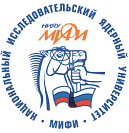 НАЦИОНАЛЬНЫЙ ИССЛЕДОВАТЕЛЬСКИЙ ЯДЕРНЫЙ УНИВЕРСИТЕТ
• МИФИ •
НИЯУ
МИФИ